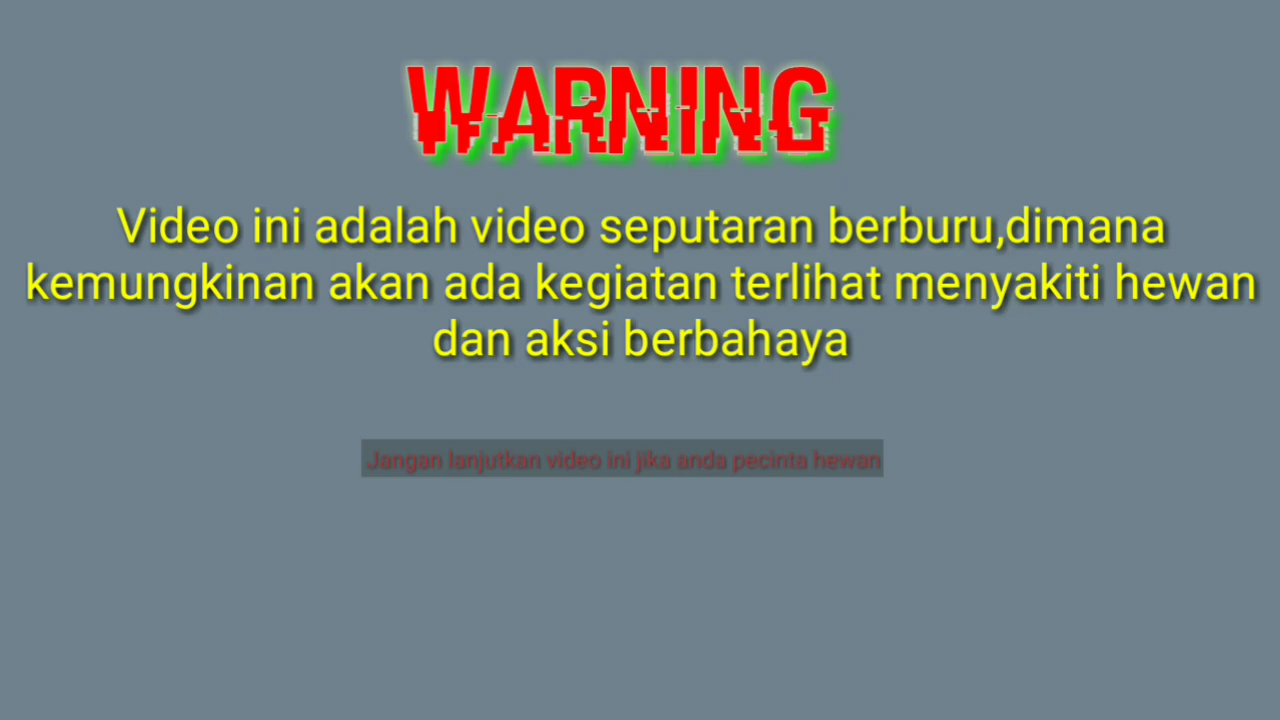 WARNING
Video ini adalah video seputaran berburu,dimana
kemungkinan akan ada kegiatan terlihat menyakiti hewan
dan aksi berbahaya
Jangan lanjutkan video ini jika anda pecinta hewan